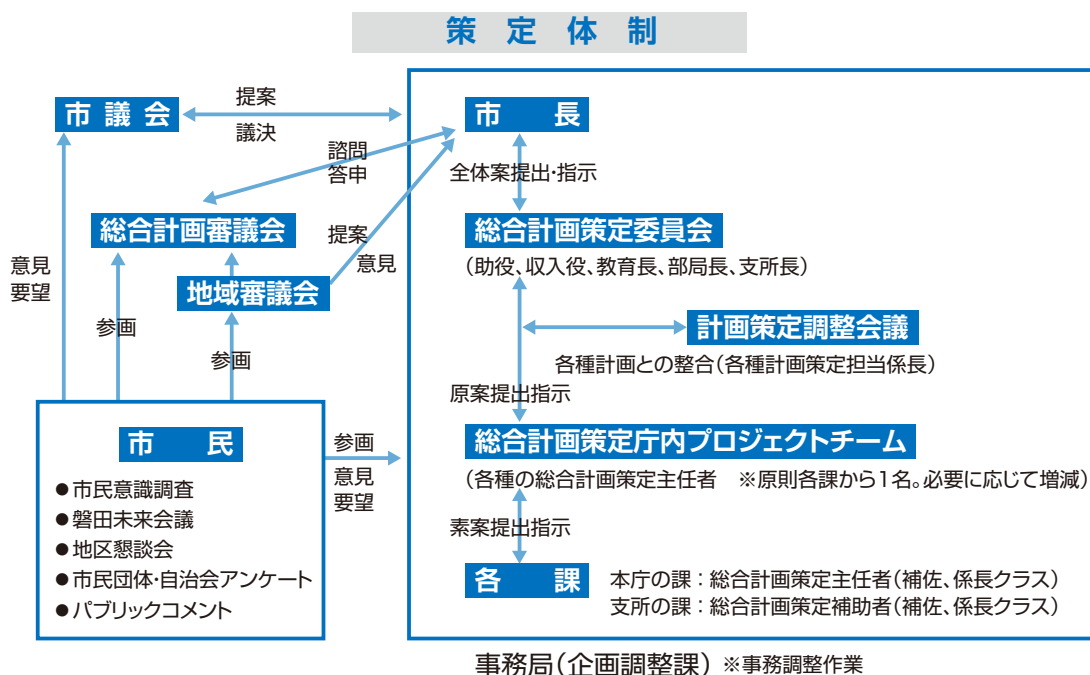 策定体制
市議会
提案
議決
市長
諮問
答申
全体案提出・指示
総合計画審議会
提案
意見
総合計画策定委員会
(助役、収入役、教育長、部局長、支所長)
意見
要望
地域審議会
参画
参画
計画策定調整会議
各種計画との整合(各種計画策定担当係長)
原案提出指示
市民
参画
意見
要望
総合計画策定庁内プロジェクトチーム
(各種の総合計画策定主任者 ※原則各課から1名。必要に応じて増減)
●市民意識調査
●磐田未来会議
●地区懇談会
●市民団体・自治会アンケート
●パブリックコメント
素案提出指示
各課
本庁の課：総合計画策定主任者(補佐、係長クラス)
支所の課：総合計画策定補助者(補佐、係長クラス)
事務局(企画調整課) ※事務調整作業